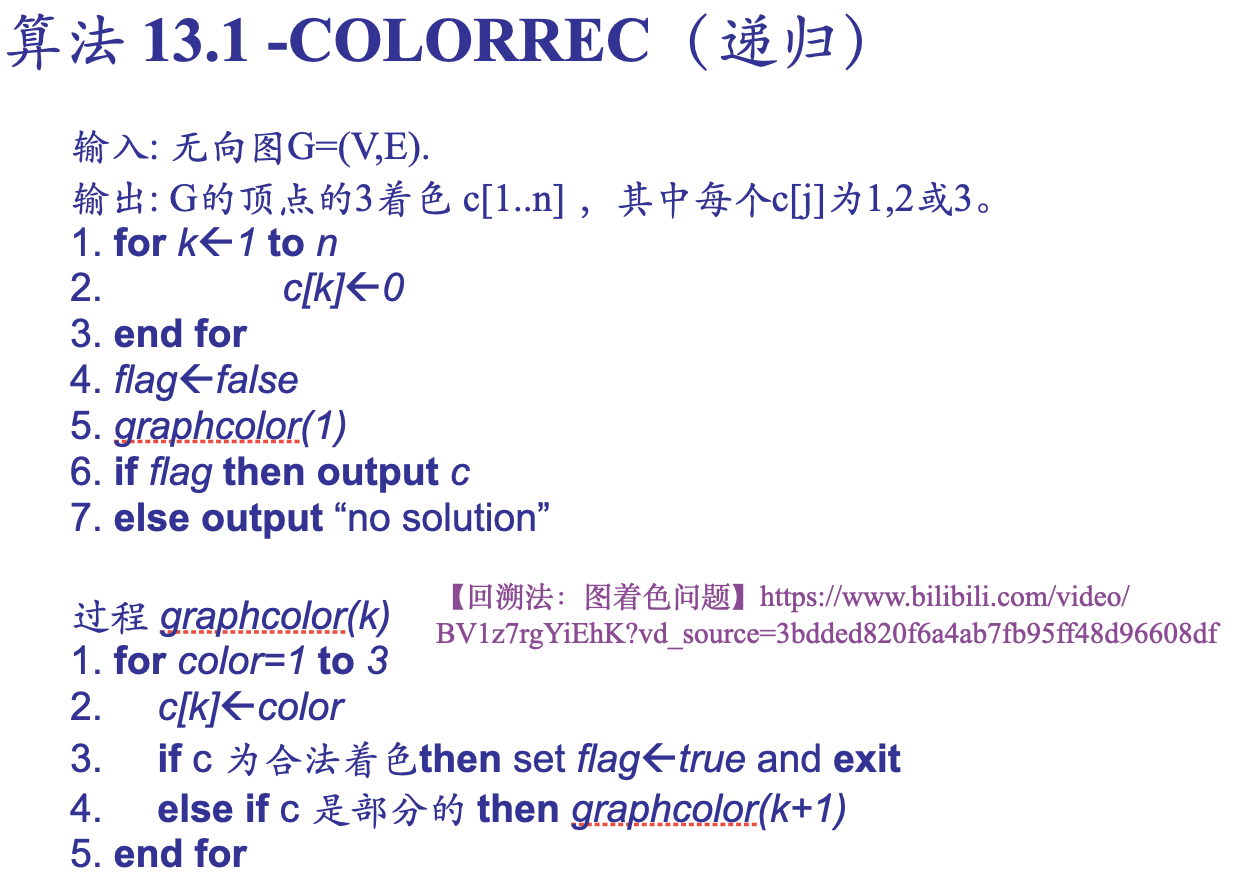 算法 13.1 -COLORREC（递归）
输入: 无向图G=(V,E).
输出: G的顶点的3着色 c[1..n] ，其中每个c[j]为1,2或3。
1. for k←1 to n
2. c[k]←0
3. end for
4. flag←false
5. graphcolor(1)
6. if flag then output c
7. else output “no solution”
过程 graphcolor(k)
【回溯法：图着色问题】https://www.bilibili.com/video/
BV1z7rgYiEhK?vd_source=3bdded820f6a4ab7fb95ff48d96608df
1. for color=1 to 3
2. c[k]←color
3. if c 为合法着色then set flag←true and exit
4. else if c 是部分的 then graphcolor(k+1)
5. end for